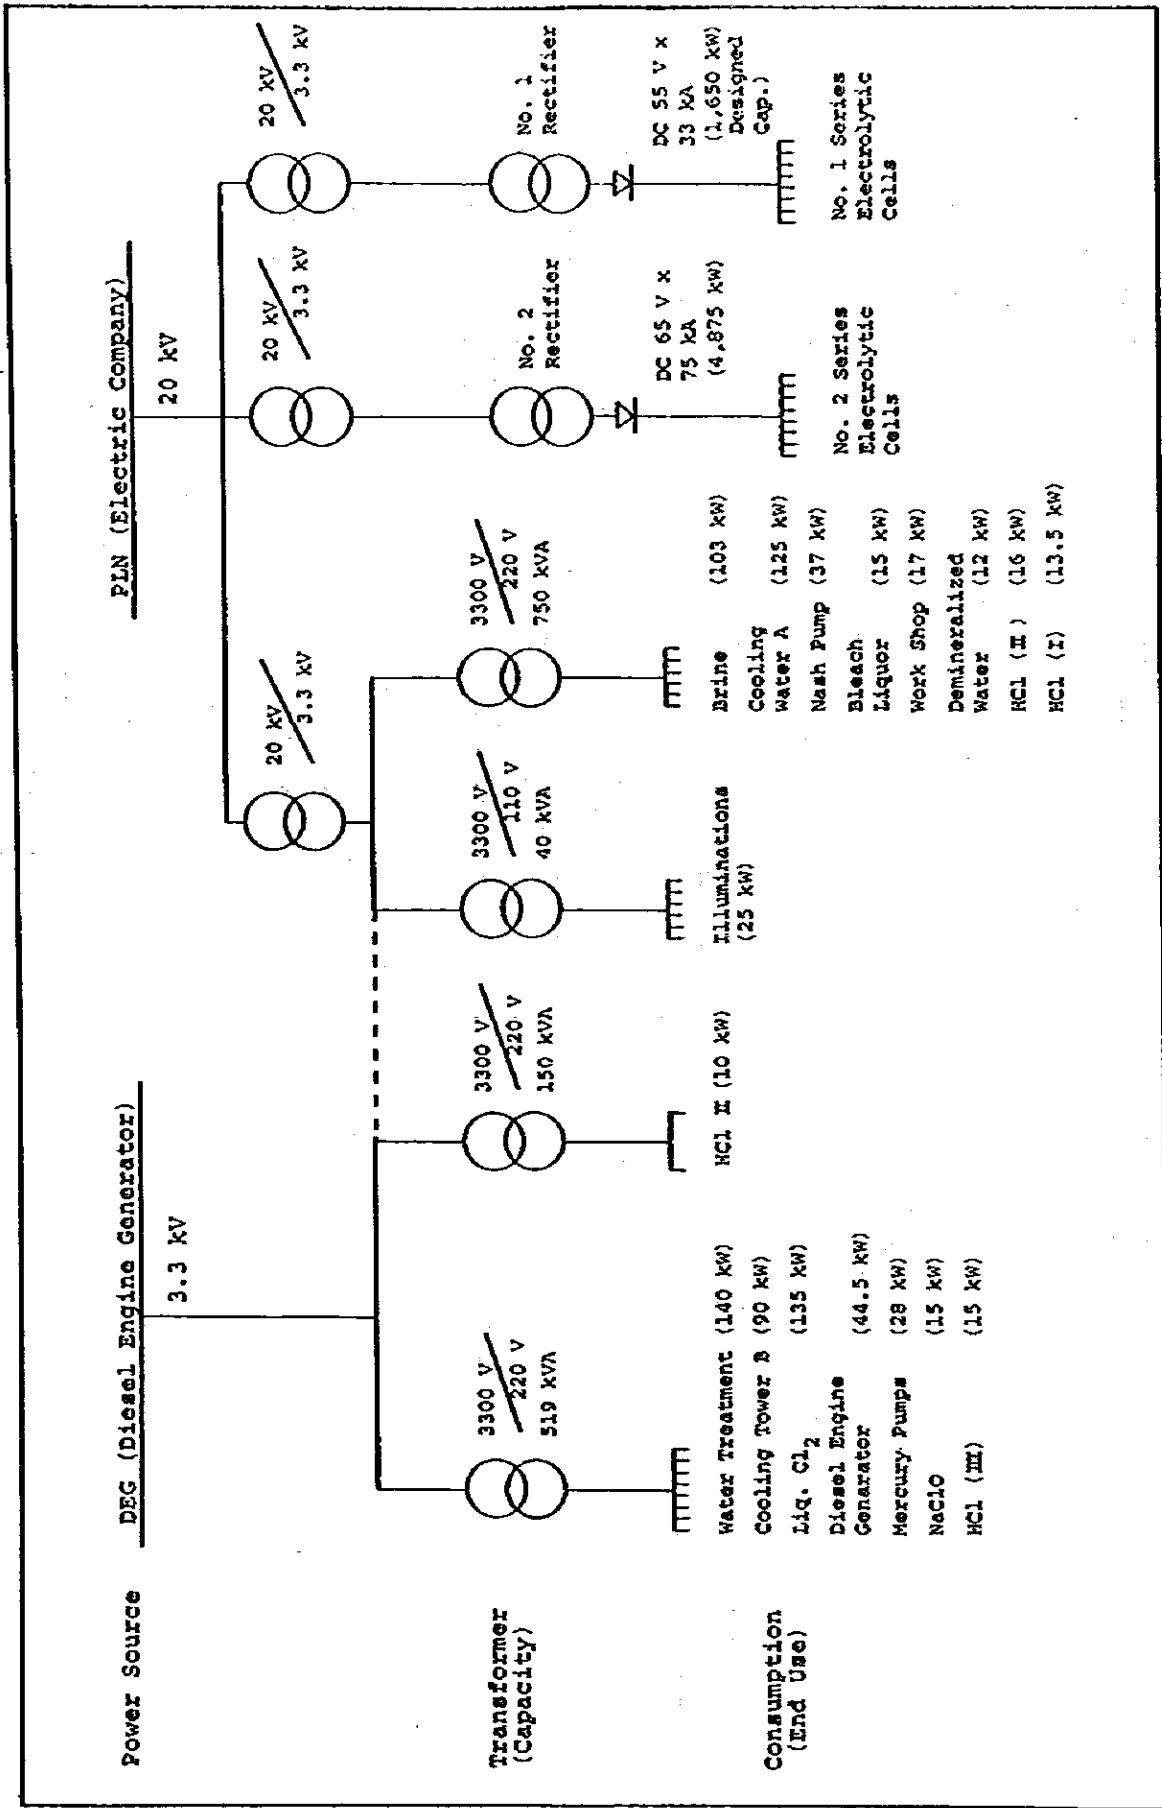 Power Source
DEG (Diesel Engine Generator)
3.3 kV
PLN (Electric Company)
20 kV
20 kV
3.3 kV
20 kV
3.3 kV
20 kV
3.3 kV
Transformer
(Capacity)
3300 V
220 V
519 kVA
3300 V
220 V
150 kVA
3300 V
110 V
40 kVA
3300 V
220 V
750 kVA
No. 2
Rectifier
No. 1
Rectifier
DC 65 V x
75 kA
(4,875 kW)
DC 55 V x
33 kA
(1,650 kW)
Designed
Cap.)
Consumption
(End Use)
Water Treatment (140 kW)
Cooling Tower B (90 kW)
Liq. Cl2 (135 kW)
Diesel Engine
Genarator (44.5 kW)
Mercury Pumps (28 kW)
NaClO (15 kW)
HCl (III) (15 kW)
HCl II (10 kW)
Illuminations
(25 kW)
Brine (103 kW)
Cooling
Water A (125 kW)
Nash Pump (37 kW)
Bleach
Liquor (15 kW)
Work Shop (17 kW)
Demineralized
Water (12 kW)
HCl (II) (16 kW)
HCl (I) (13.5 kW)
No. 2 Series
Electrolytic
Cells
No. 1 Series
Electrolytic
Cells